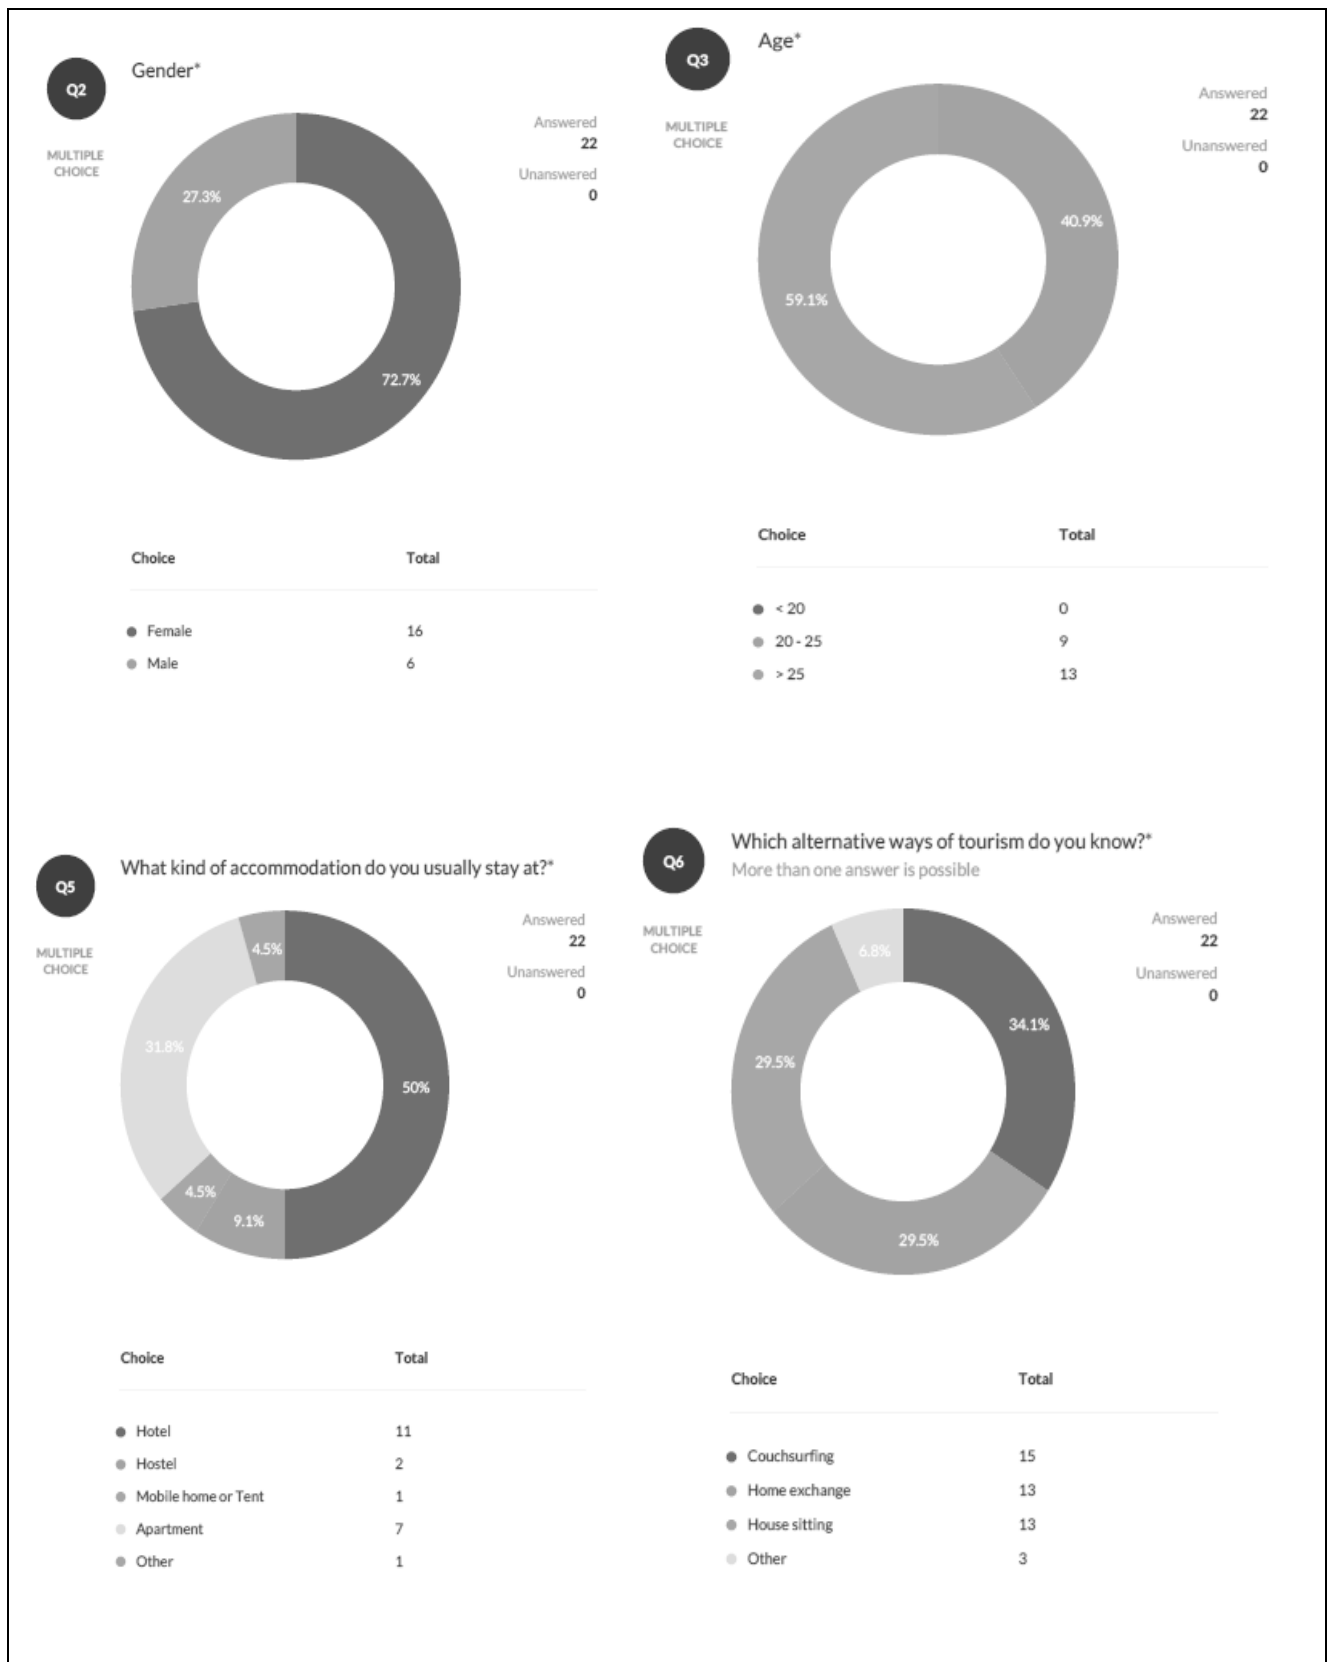 Q2
Gender*
MULTIPLE
CHOICE
Answered
22
Unanswered
0
27.3%
72.7%
Choice Total
Female 16
Male 6
Q3
Age*
MULTIPLE
CHOICE
Answered
22
Unanswered
0
40.9%
59.1%
Choice Total
< 20 0
20 - 25 9
> 25 13
Q5
What kind of accommodation do you usually stay at?*
MULTIPLE
CHOICE
Answered
22
Unanswered
0
4.5%
31.8%
50%
4.5%
9.1%
Choice Total
Hotel 11
Hostel 2
Mobile home or Tent 1
Apartment 7
Other 1
Q6
Which alternative ways of tourism do you know?*
More than one answer is possible
MULTIPLE
CHOICE
Answered
22
Unanswered
0
6.8%
34.1%
29.5%
29.5%
Choice Total
Couchsurfing 15
Home exchange 13
House sitting 13
Other 3